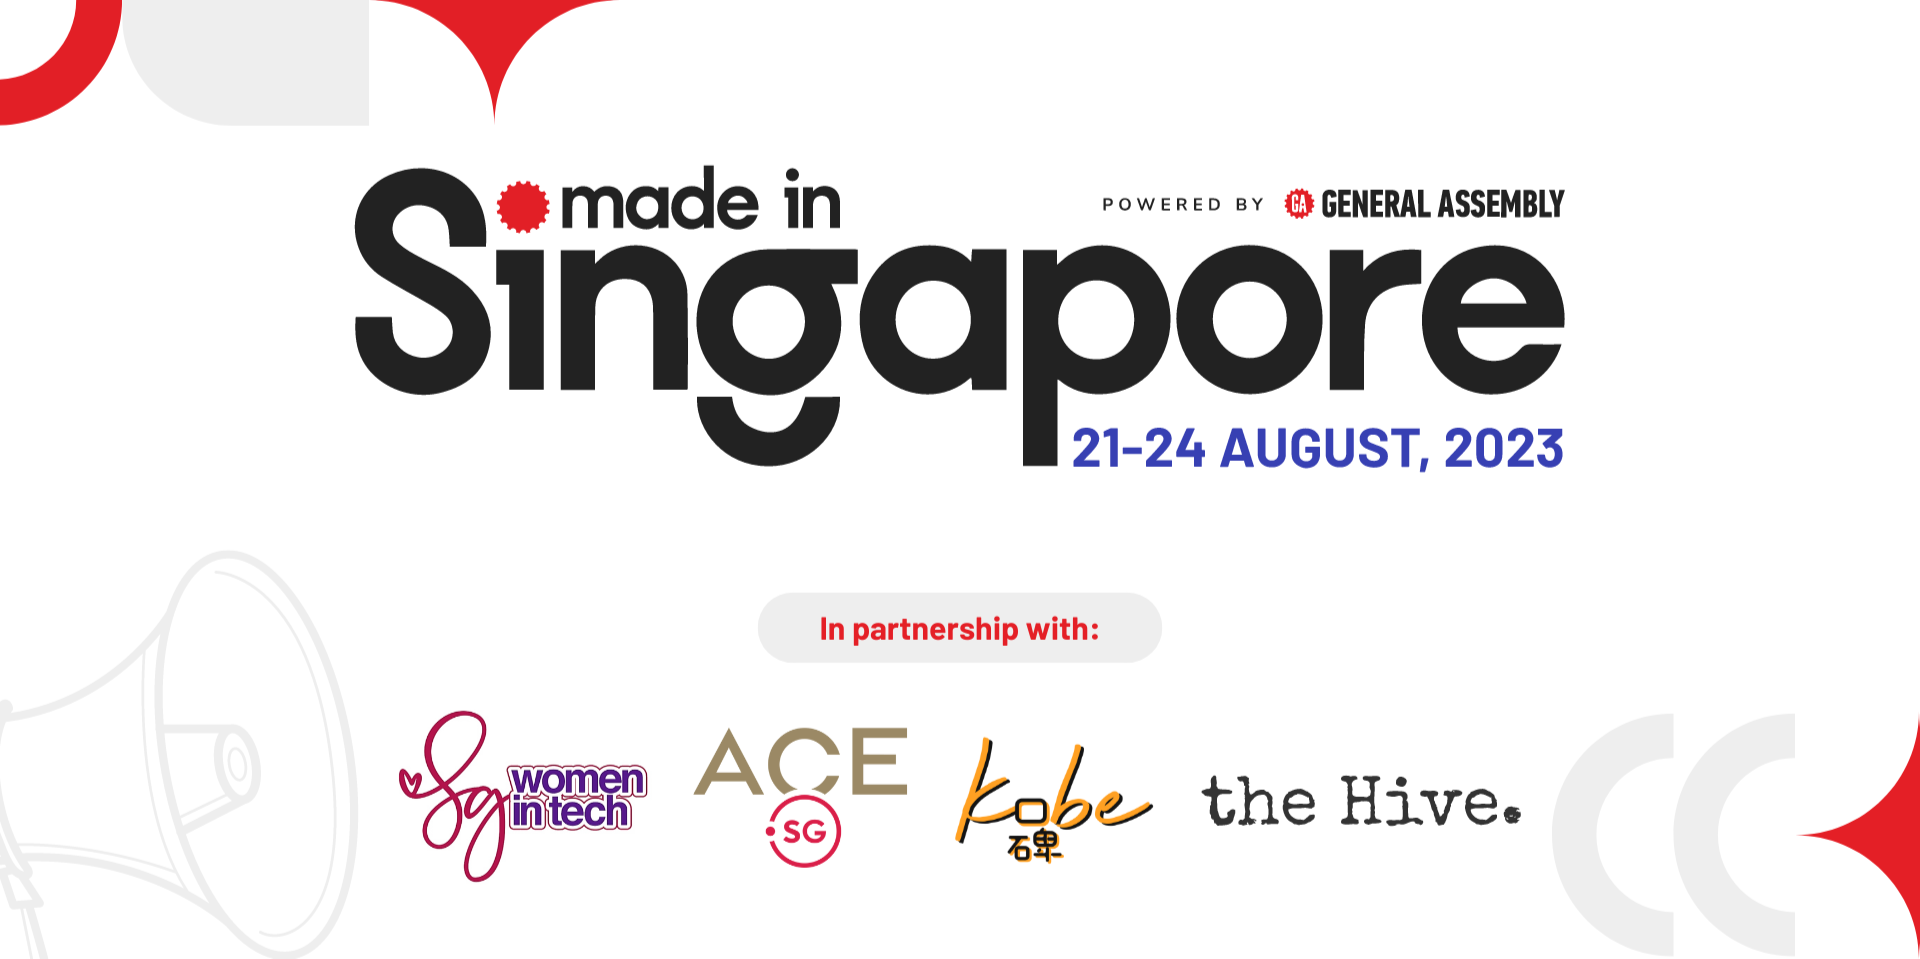 made in
POWERED BY GA GENERAL ASSEMBLY
Singapore
21-24 AUGUST, 2023
In partnership with:
Sg women
in tech
ACE
.SG
kobe
碑
the Hive.